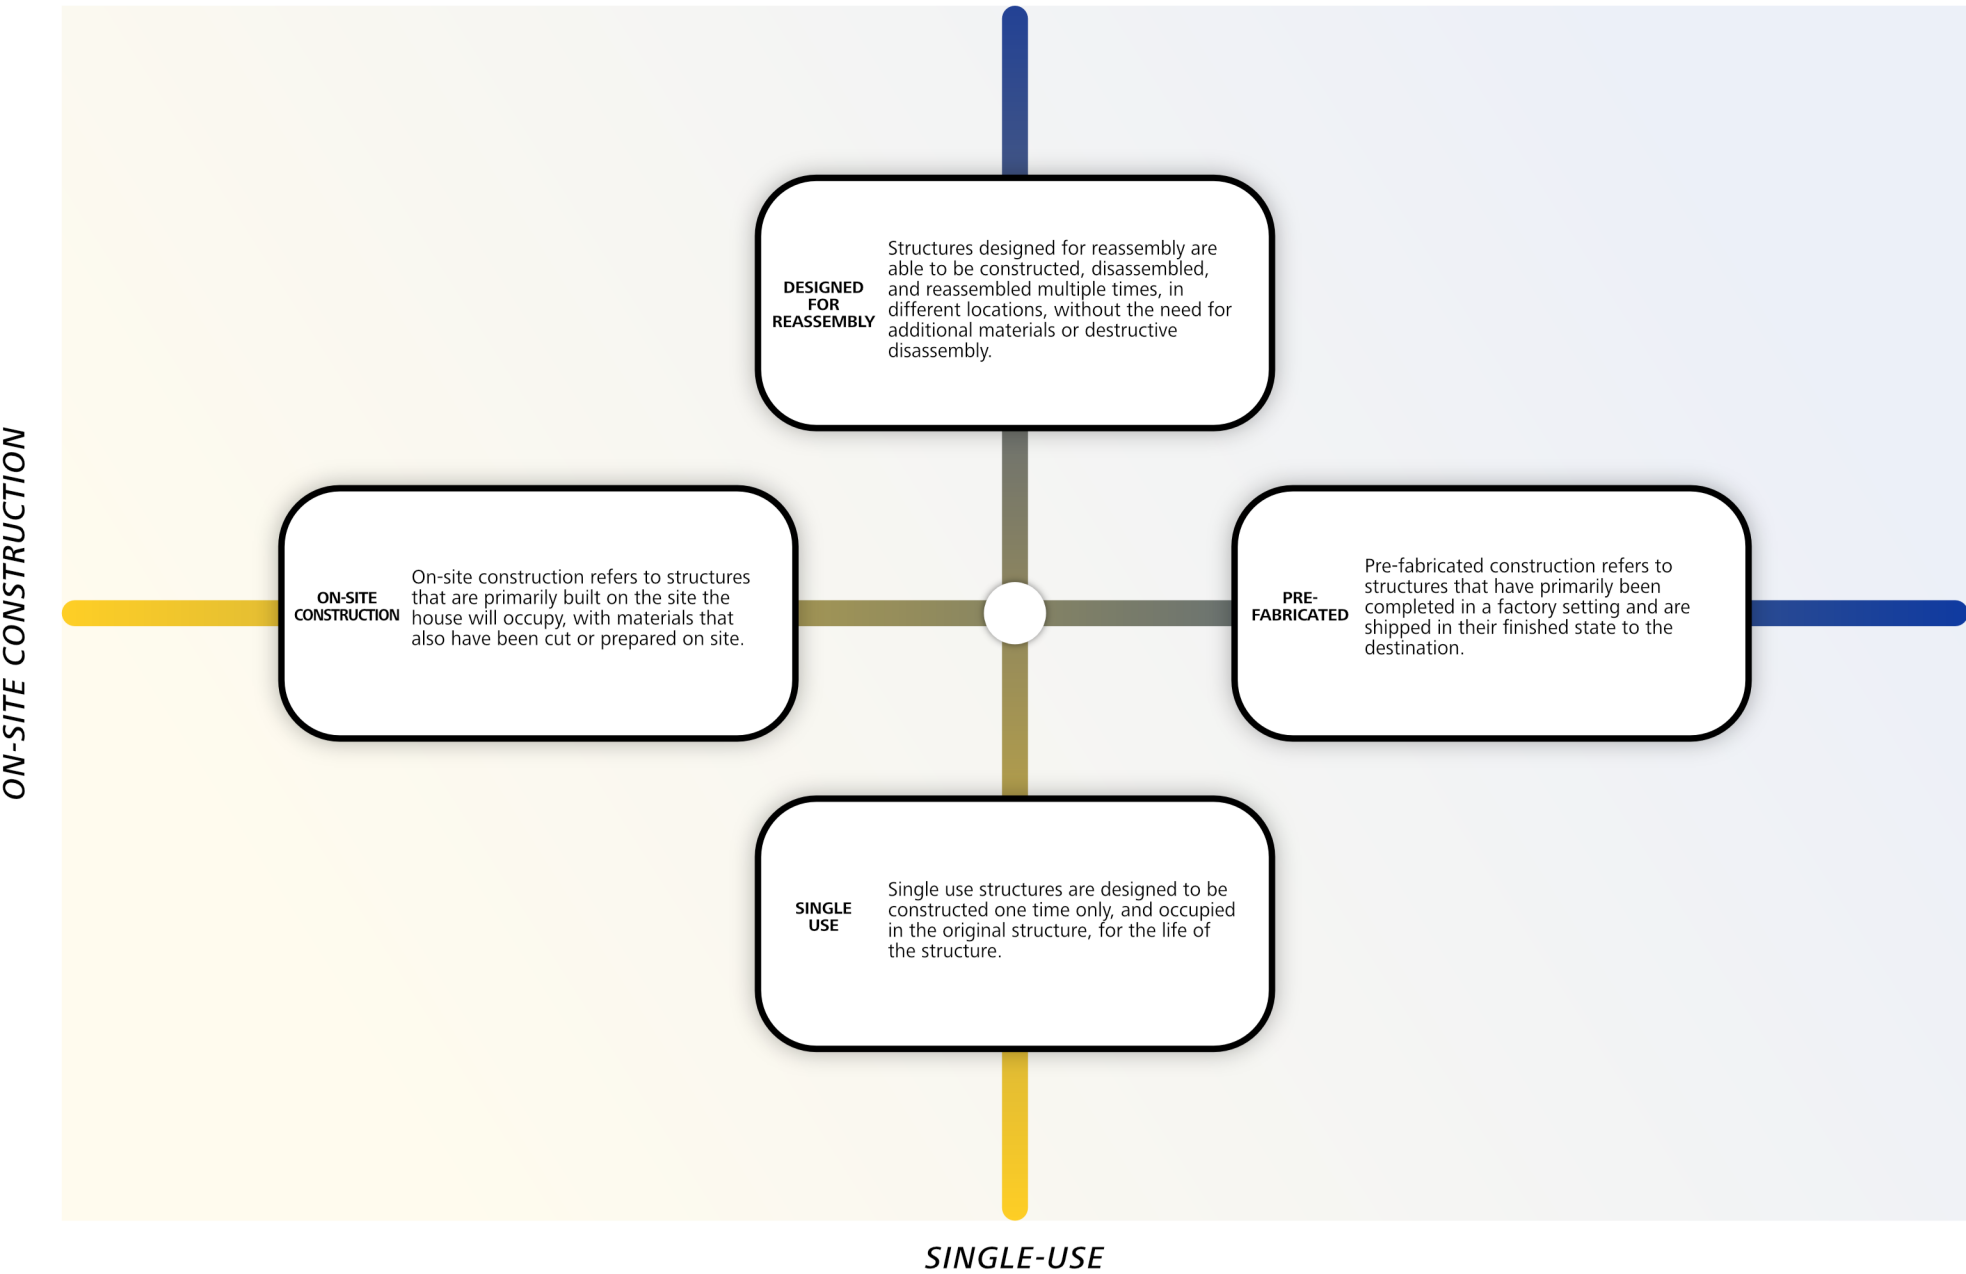 DESIGNED
FOR
REASSEMBLY
Structures designed for reassembly are
able to be constructed, disassembled,
and reassembled multiple times, in
different locations, without the need for
additional materials or destructive
disassembly.
ON-SITE CONSTRUCTION
ON-SITE
CONSTRUCTION
On-site construction refers to structures
that are primarily built on the site the
house will occupy, with materials that
also have been cut or prepared on site.
PRE-
FABRICATED
Pre-fabricated construction refers to
structures that have primarily been
completed in a factory setting and are
shipped in their finished state to the
destination.
SINGLE
USE
Single use structures are designed to be
constructed one time only, and occupied
in the original structure, for the life of
the structure.
SINGLE-USE